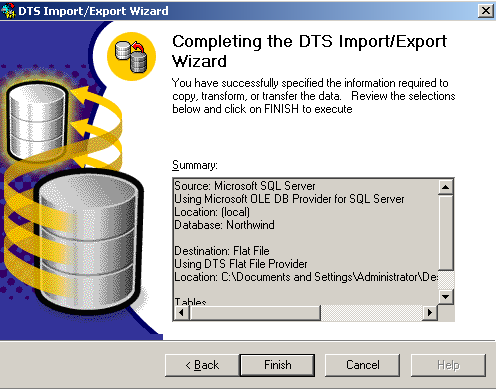 DTS Import/Export Wizard
Completing the DTS Import/Export
Wizard
You have successfully specified the information required to
copy, transform, or transfer the data. Review the selections
below and click on FINISH to execute
Summary:
Source: Microsoft SQL Server
Using Microsoft OLE DB Provider for SQL Server
Location: (local)
Database: Northwind
Destination: Flat File
Using DTS Flat File Provider
Location: C:\Documents and Settings\Administrator\De
Tables
< Back
Finish
Cancel
Help